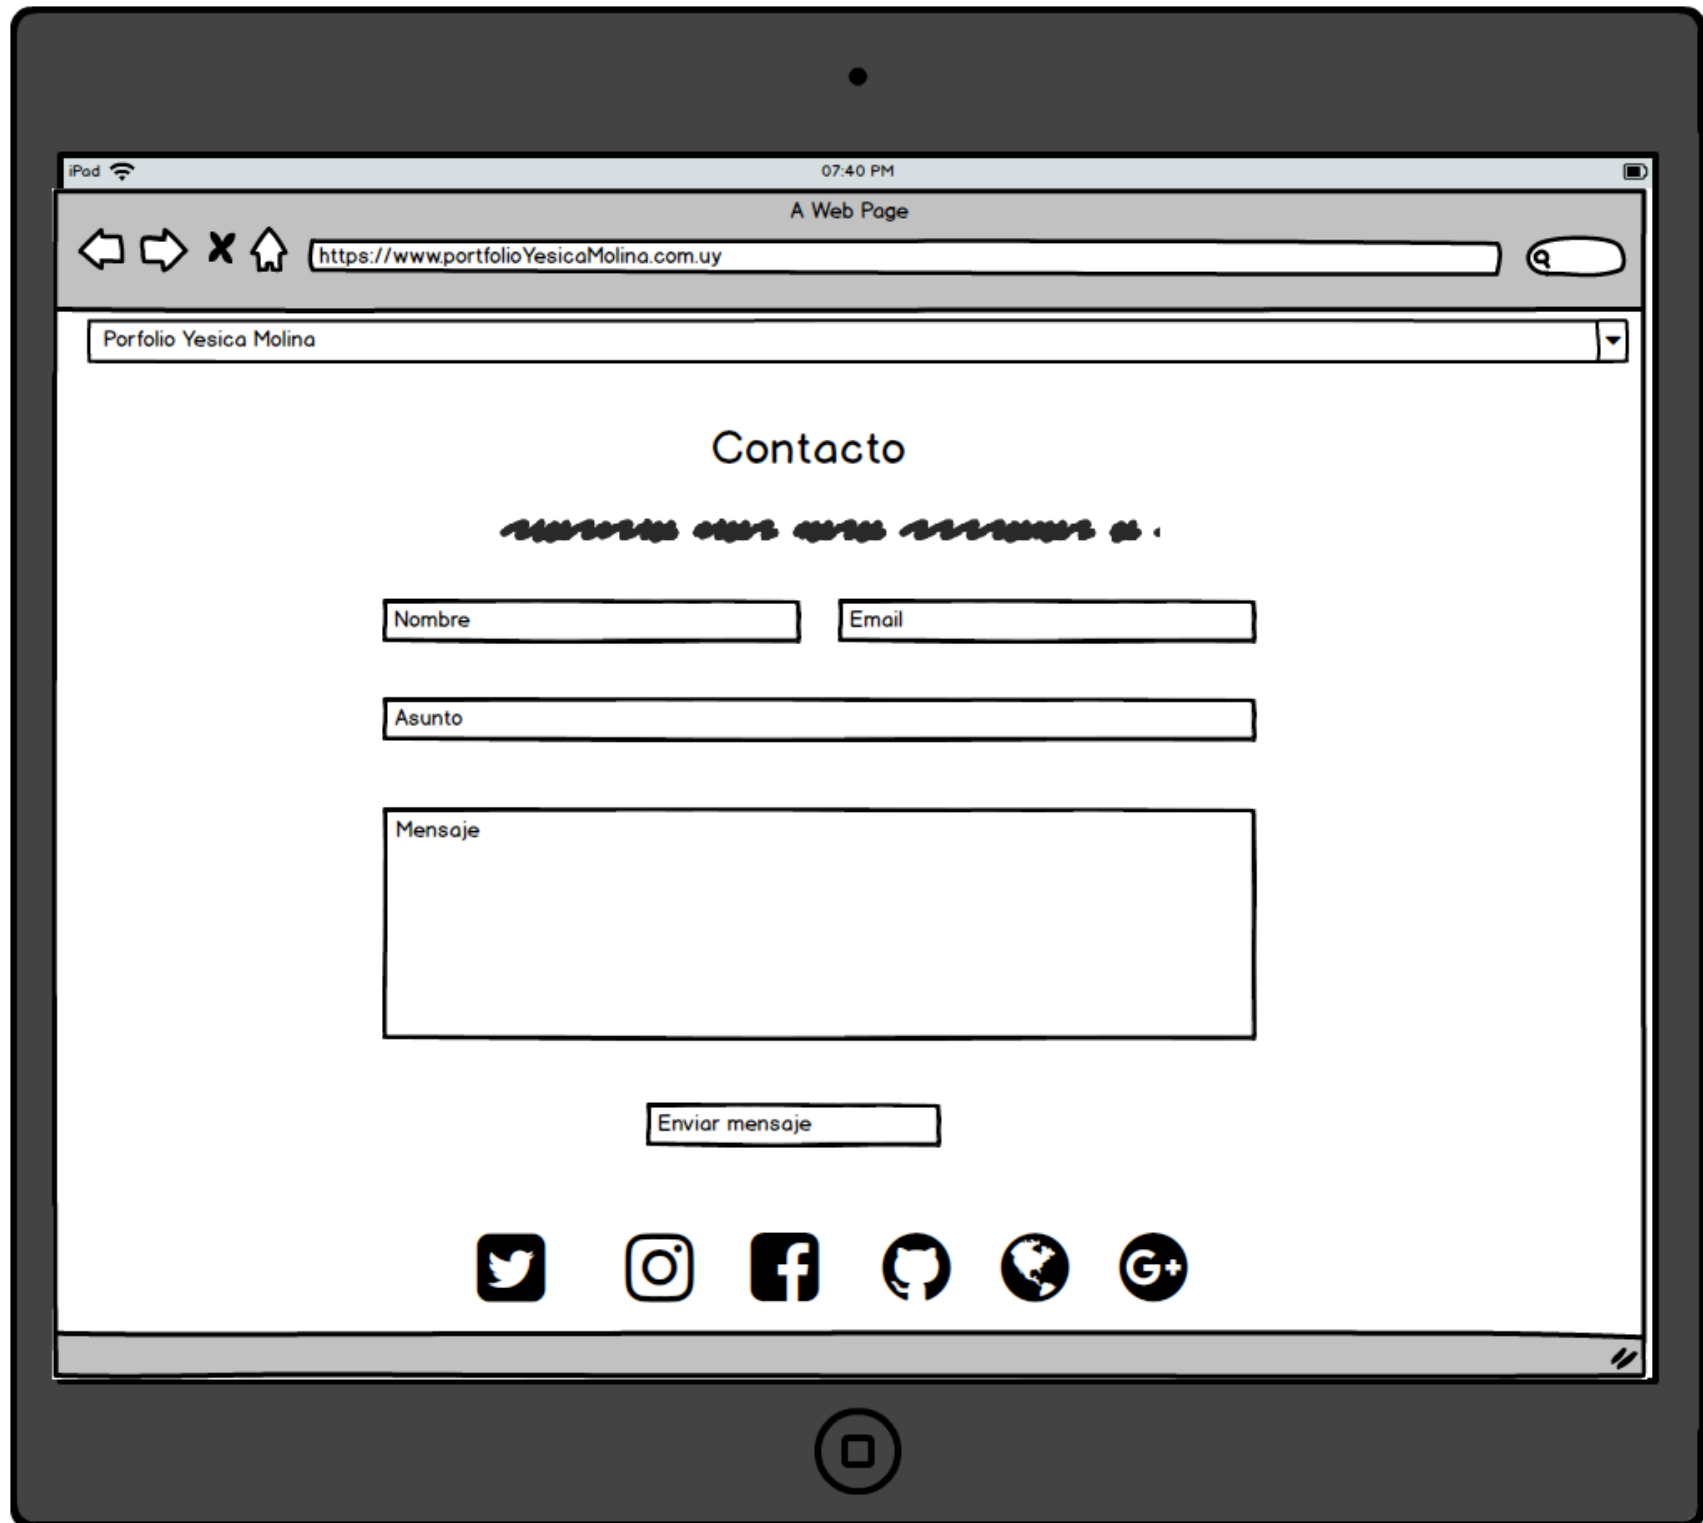 iPad 07:40 PM
A Web Page
https://www.portfolioYesicaMolina.com.uy
Porfolio Yesica Molina
Contacto
Nombre Email
Asunto
Mensaje
Enviar mensaje
G+